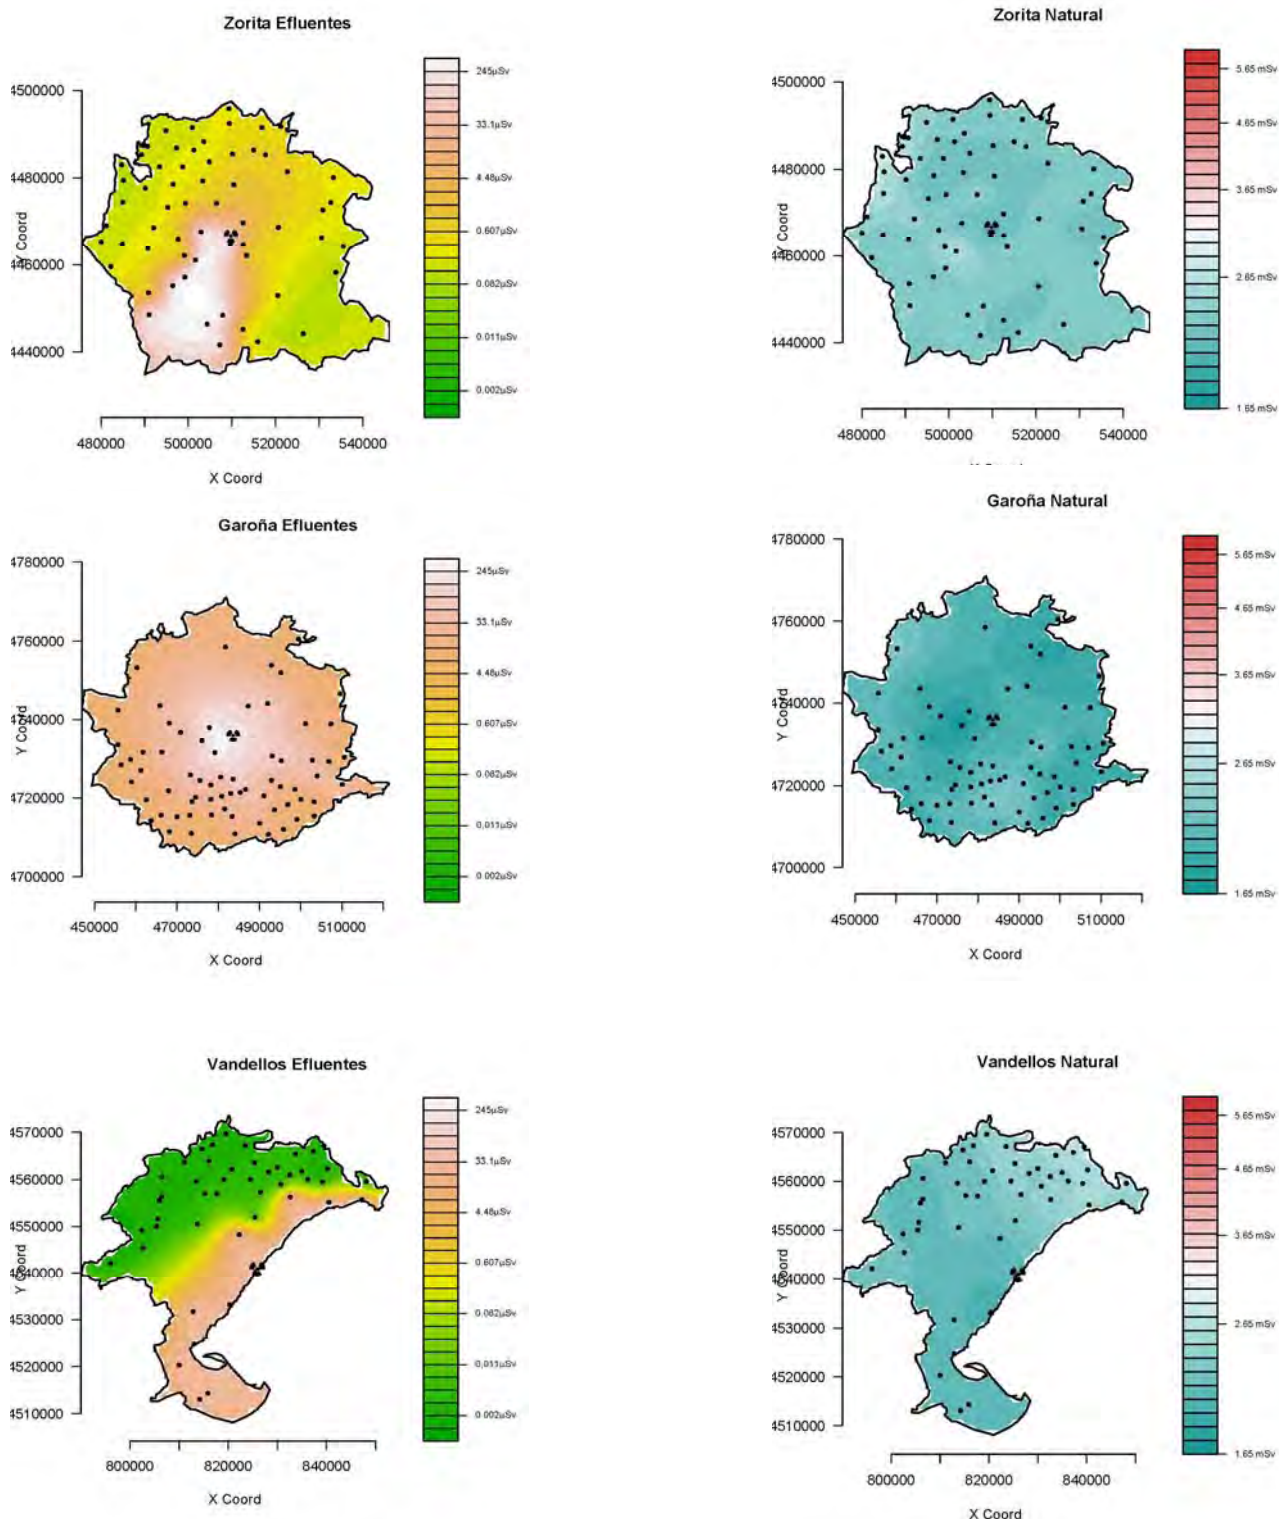 Zorita Efluentes
245µSv
33.1µSv
4.48µSv
0.607µSv
0.082µSv
0.011µSv
0.002µSv
4500000
4480000
4460000
4440000
Y Coord
480000 500000 520000 540000
X Coord
Zorita Natural
5.65 mSv
4.65 mSv
3.65 mSv
2.65 mSv
1.65 mSv
4500000
4480000
4460000
4440000
Y Coord
480000 500000 520000 540000
Garoña Efluentes
245µSv
33.1µSv
4.48µSv
0.607µSv
0.082µSv
0.011µSv
0.002µSv
4780000
4760000
4740000
4720000
4700000
Y Coord
450000 470000 490000 510000
X Coord
Garoña Natural
5.65 mSv
4.65 mSv
3.65 mSv
2.65 mSv
1.65 mSv
4780000
4760000
4740000
4720000
4700000
Y Coord
450000 470000 490000 510000
X Coord
Vandellos Efluentes
245µSv
33.1µSv
4.48µSv
0.607µSv
0.082µSv
0.011µSv
0.002µSv
4570000
4560000
4550000
4540000
4530000
4520000
4510000
Y Coord
800000 820000 840000
X Coord
Vandellos Natural
5.65 mSv
4.65 mSv
3.65 mSv
2.65 mSv
1.65 mSv
4570000
4560000
4550000
4540000
4530000
4520000
4510000
Y Coord
800000 820000 840000
X Coord